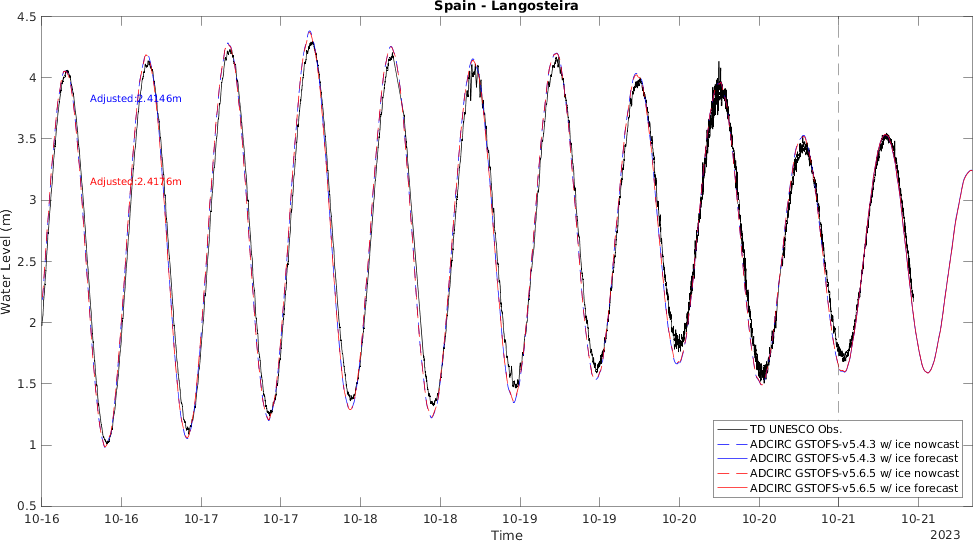 Spain - Langosteira
4.5
4
3.5
3
2.5
2
1.5
1
0.5
Water Level (m)
Adjusted:2.4146m
Adjusted:2.4176m
TD UNESCO Obs.
ADCIRC GSTOFS-v5.4.3 w/ ice nowcast
ADCIRC GSTOFS-v5.4.3 w/ ice forecast
ADCIRC GSTOFS-v5.6.5 w/ ice nowcast
ADCIRC GSTOFS-v5.6.5 w/ ice forecast
10-16 10-16 10-17 10-17 10-18 10-18 10-19 10-19 10-20 10-20 10-21 10-21
Time
2023